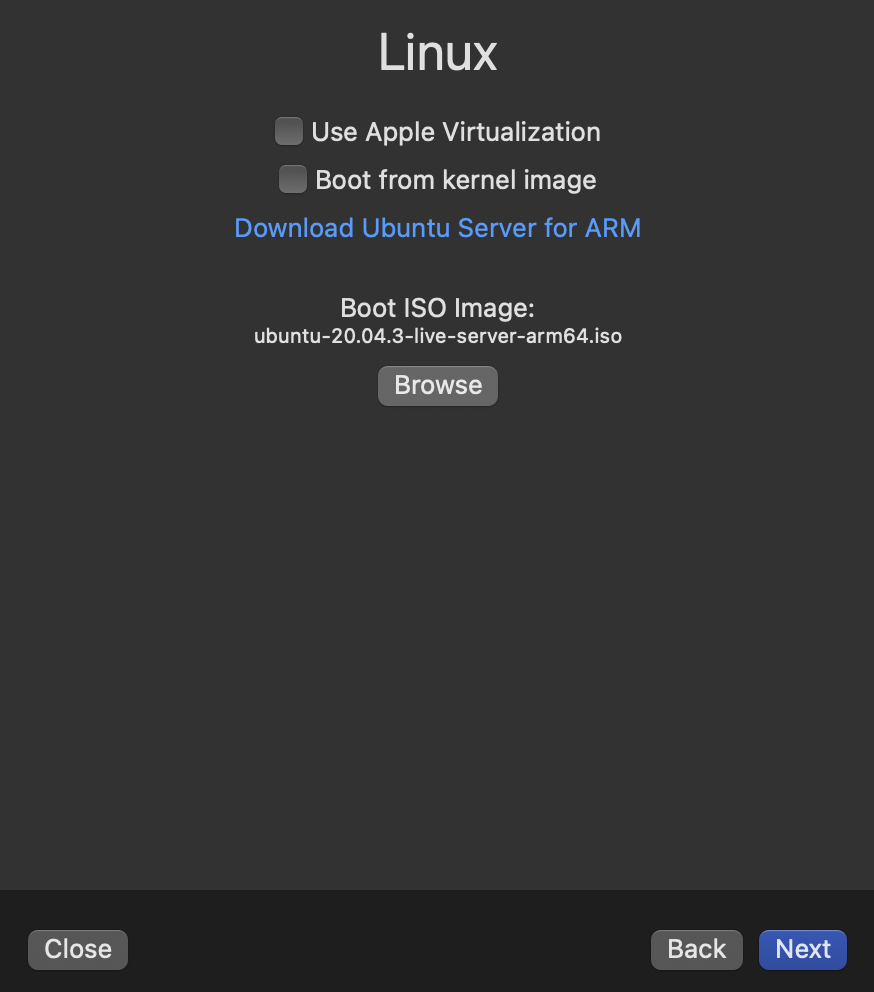 Linux
Use Apple Virtualization
Boot from kernel image
Download Ubuntu Server for ARM
Boot ISO Image:
ubuntu-20.04.3-live-server-arm64.iso
Browse
Close
Back
Next